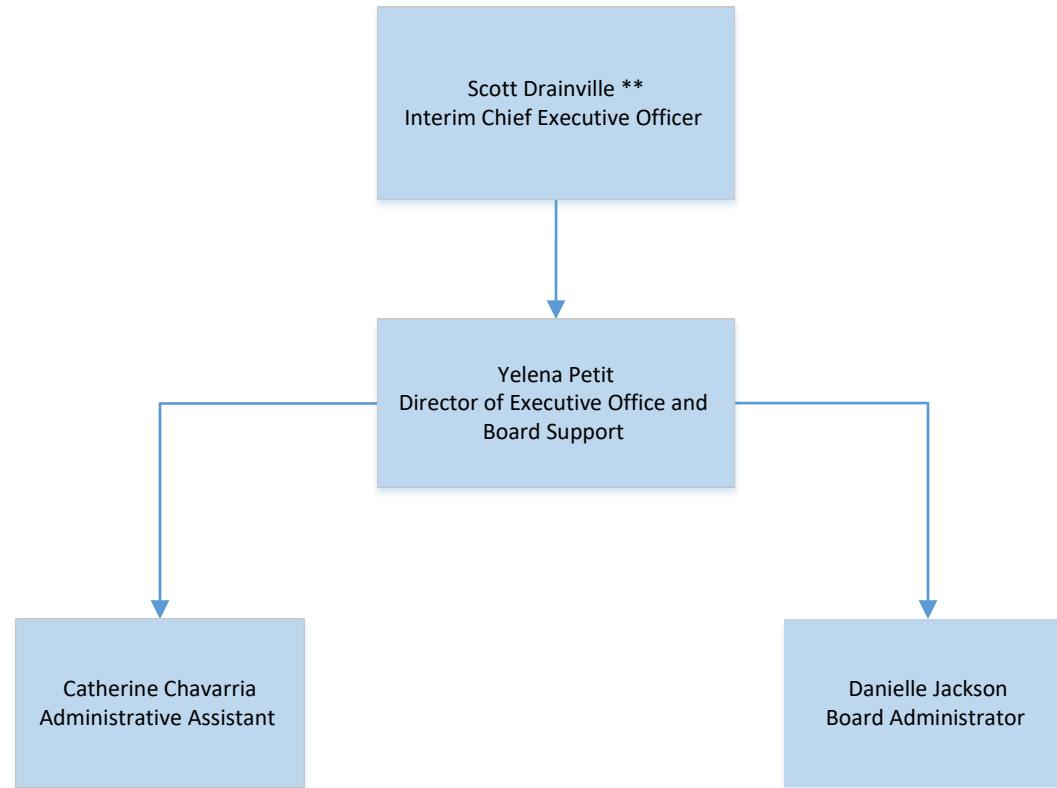 Scott Drainville **
Interim Chief Executive Officer
Yelena Petit
Director of Executive Office and
Board Support
Catherine Chavarria
Administrative Assistant
Danielle Jackson
Board Administrator